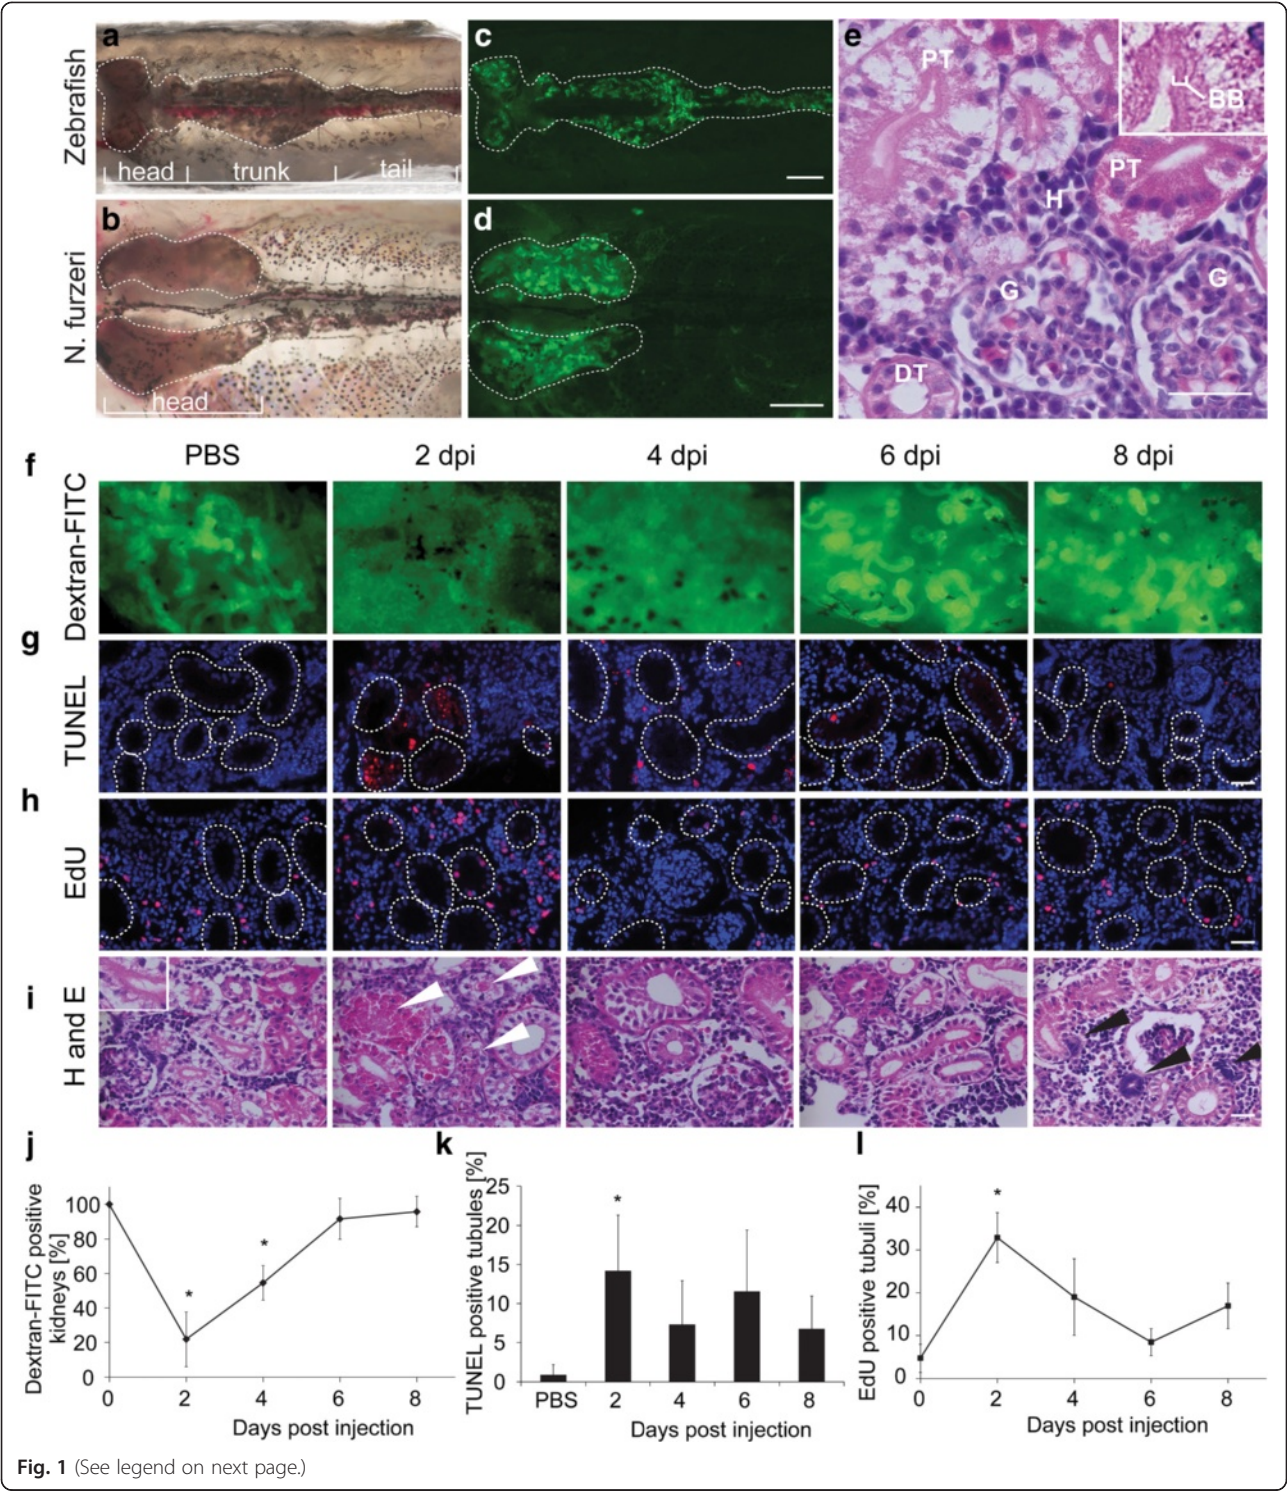 a
c
e
Zebrafish
PT
BB
head
trunk
tail
PT
H
b
d
N. furzeri
G
G
DT
head
f
PBS
2 dpi
4 dpi
6 dpi
8 dpi
Dextran-FITC
g
TUNEL
h
EdU
i
H and E
j
k
l
Dextran-FITC positive
kidneys [%]
100
80
60
40
20
0
*
*
0
2
4
6
8
Days post injection
TUNEL positive tubules [%]
25
20
15
10
5
0
*
PBS
2
4
6
8
Days post injection
EdU positive tubuli [%]
40
30
20
10
0
*
0
2
4
6
8
Days post injection
Fig. 1 (See legend on next page.)